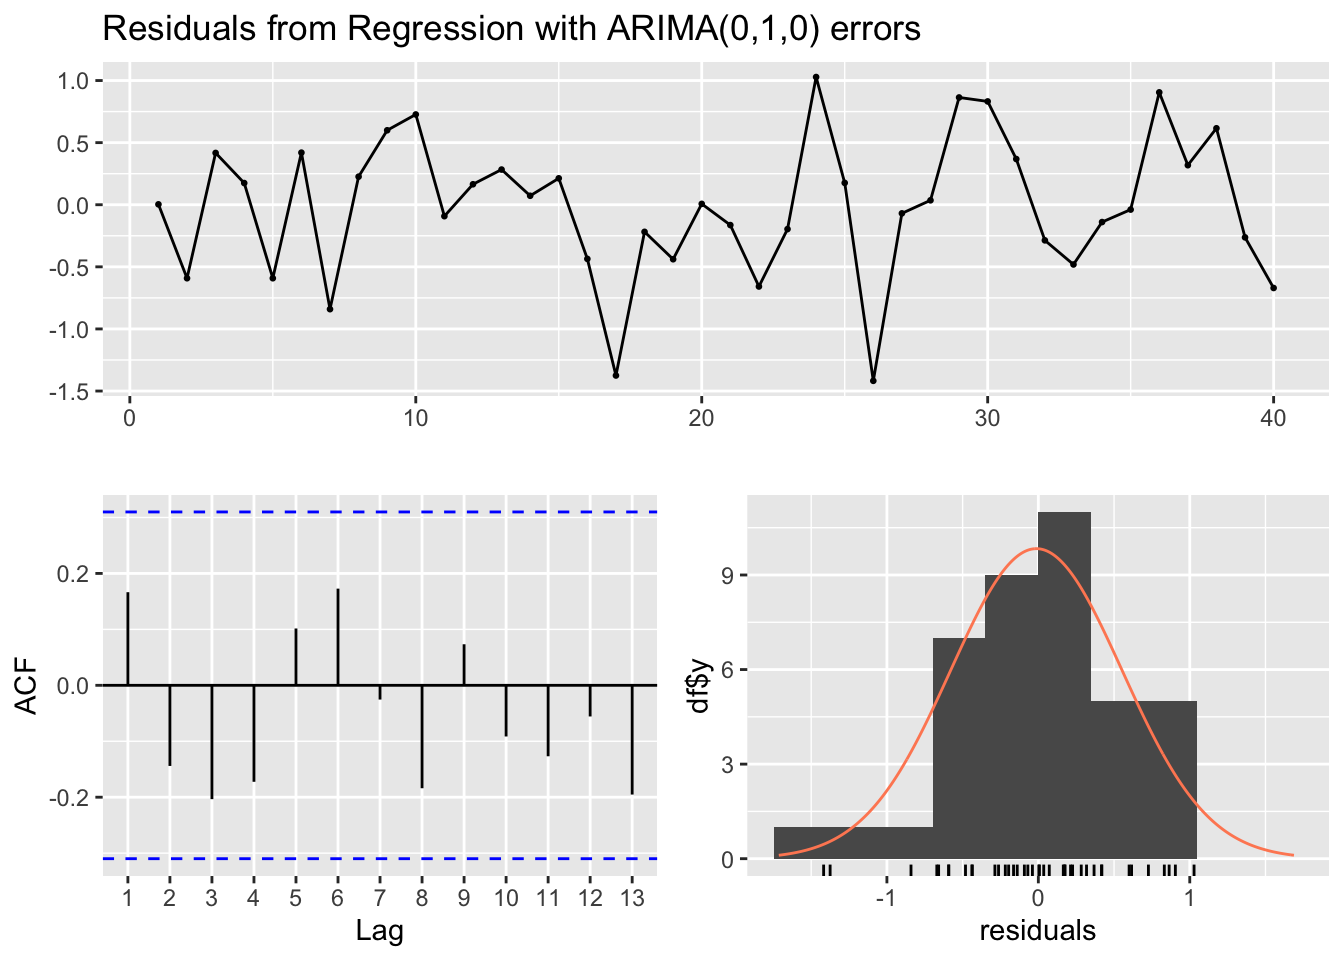 Residuals from Regression with ARIMA(0,1,0) errors
1.0
0.5
0.0
-0.5
-1.0
-1.5
0 10 20 30 40
ACF
0.2
0.0
-0.2
1 2 3 4 5 6 7 8 9 10 11 12 13
Lag
df$y
9
6
3
0
-1 0 1
residuals